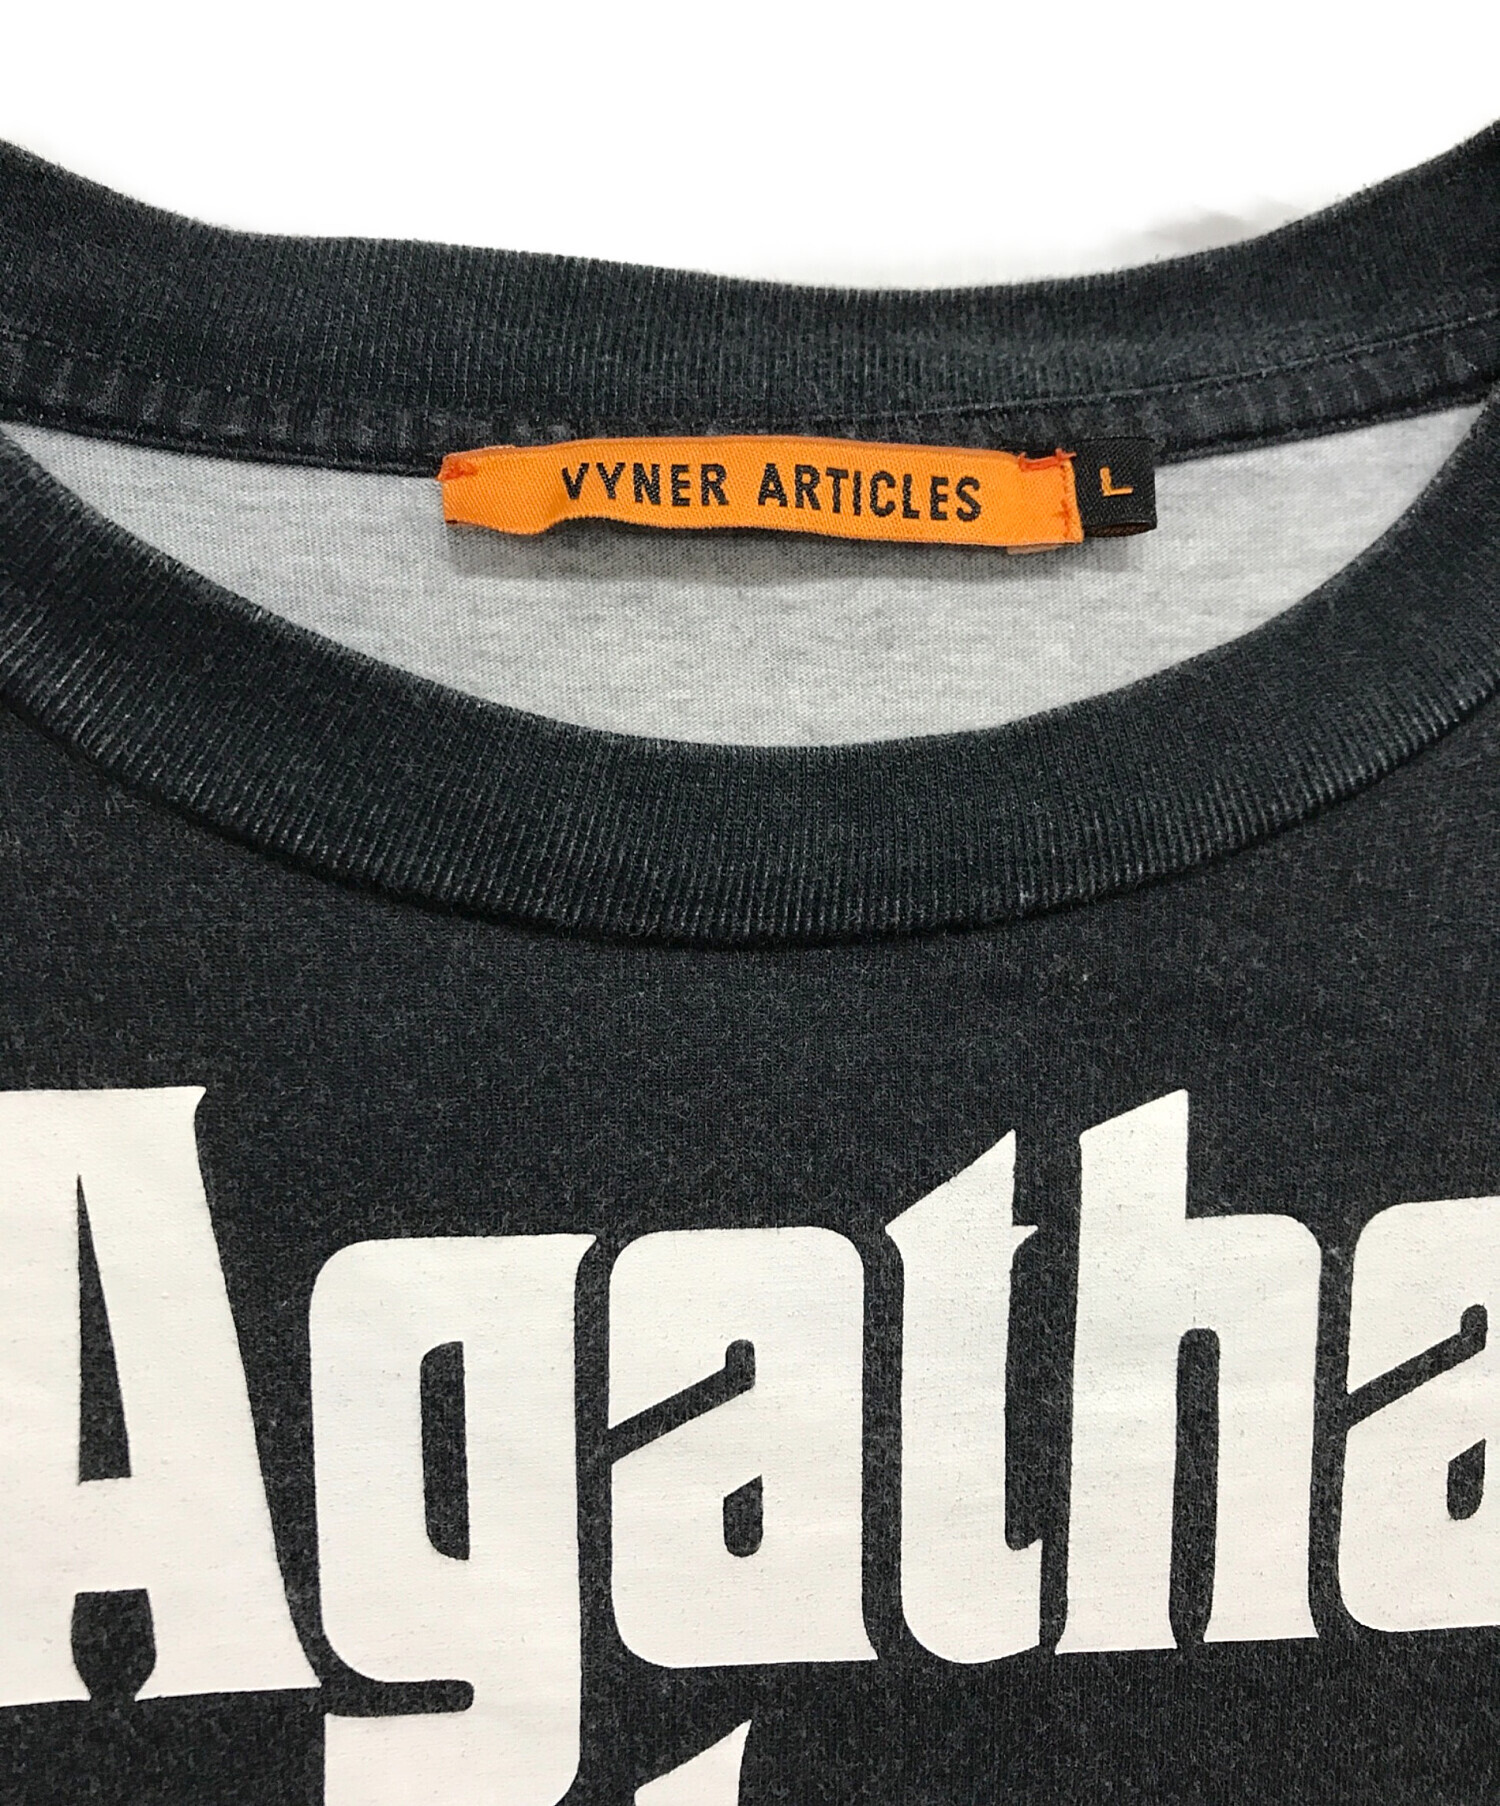 VYNER ARTICLES
L
Agatha